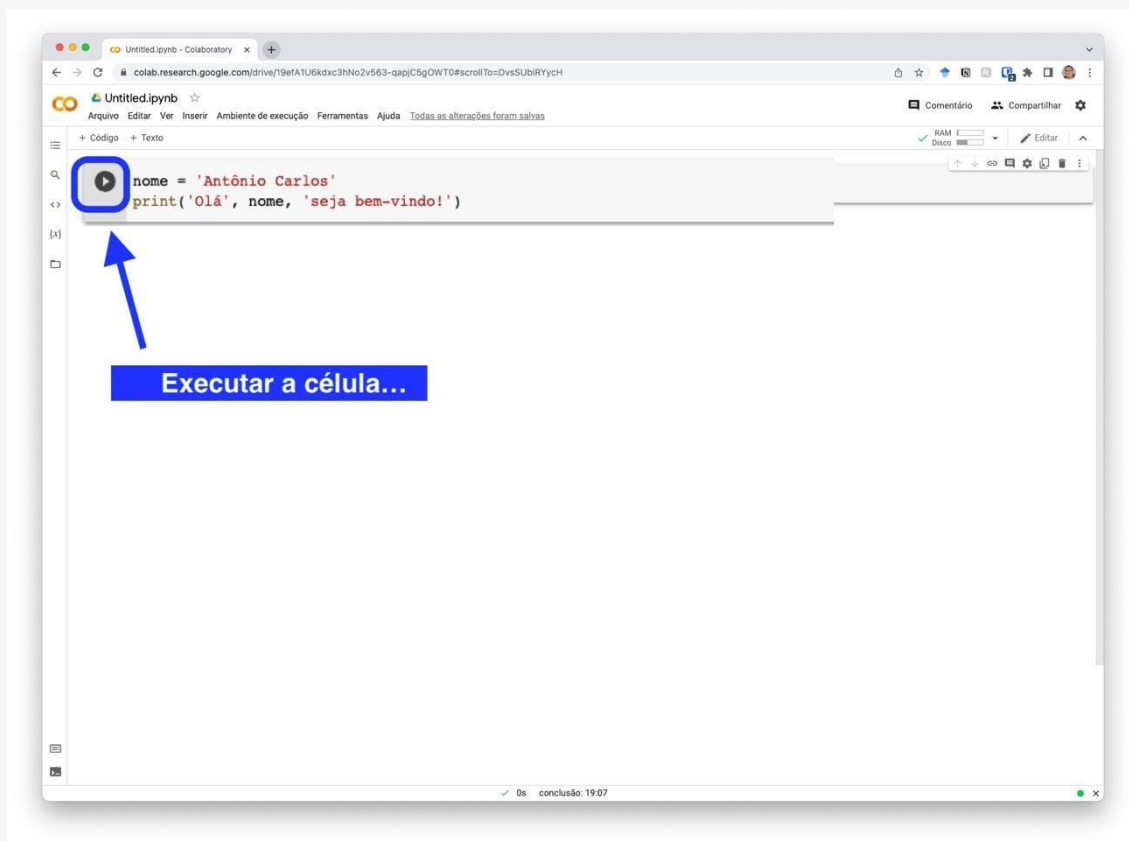 Untitled.ipynb - Colaboratory
colab.research.google.com/drive/19efA1U6kdxc3hNo2v563-qapjC5gOWT0#scrollTo=DvsSUbiRYycH
Untitled.ipynb
Comentário Compartilhar
Arquivo Editar Ver Inserir Ambiente de execução Ferramentas Ajuda Todas as alterações foram salvas
+ Código + Texto
RAM
Disco
Editar
nome = 'Antônio Carlos'
print('Olá', nome, 'seja bem-vindo!')
{x}
Executar a célula...
0s conclusão: 19:07